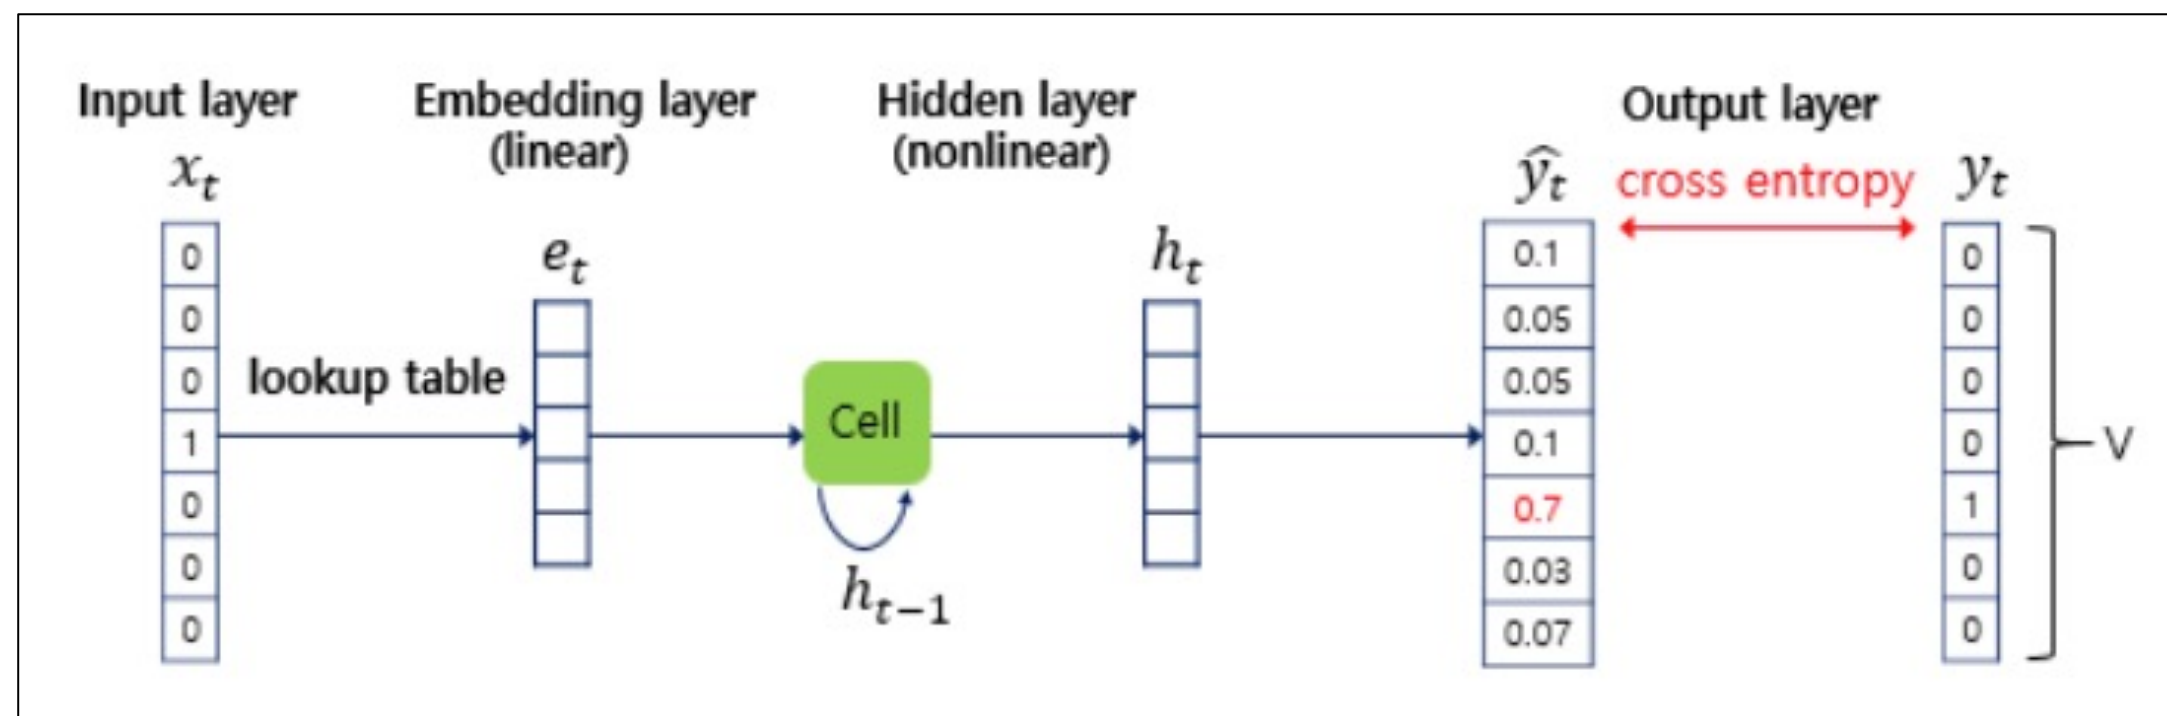 Input layer
Embedding layer
(linear)
Hidden layer
(nonlinear)
Output layer
x_t
e_t
h_t
ŷ_t
cross entropy
y_t
0
0
0
1
0
0
0
lookup table
Cell
h_{t-1}
0.1
0.05
0.05
0.1
0.7
0.03
0.07
0
0
0
0
1
0
0
V